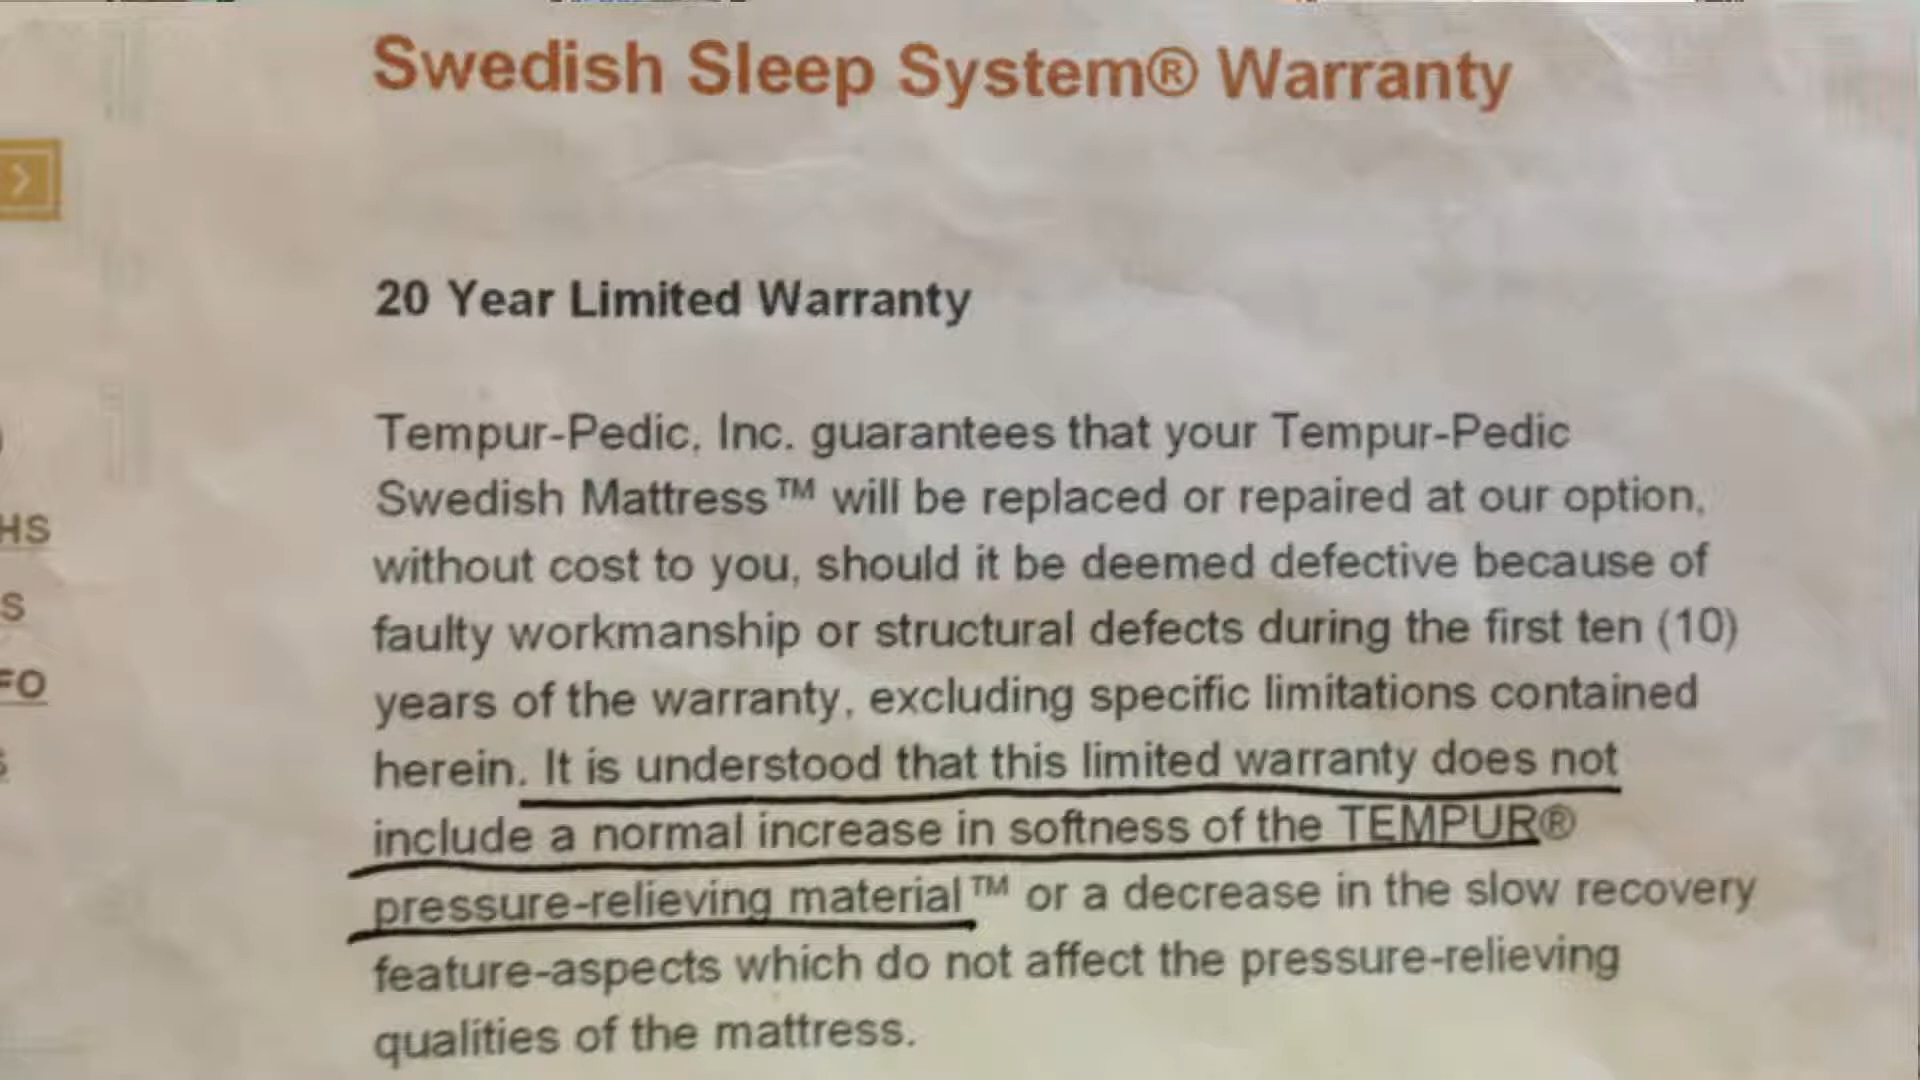 Swedish Sleep System® Warranty
20 Year Limited Warranty
Tempur-Pedic, Inc. guarantees that your Tempur-Pedic
Swedish Mattress™ will be replaced or repaired at our option,
without cost to you, should it be deemed defective because of
faulty workmanship or structural defects during the first ten (10)
years of the warranty, excluding specific limitations contained
herein. It is understood that this limited warranty does not
include a normal increase in softness of the TEMPUR®
pressure-relieving material™ or a decrease in the slow recovery
feature-aspects which do not affect the pressure-relieving
qualities of the mattress.
HS
S
FO
S